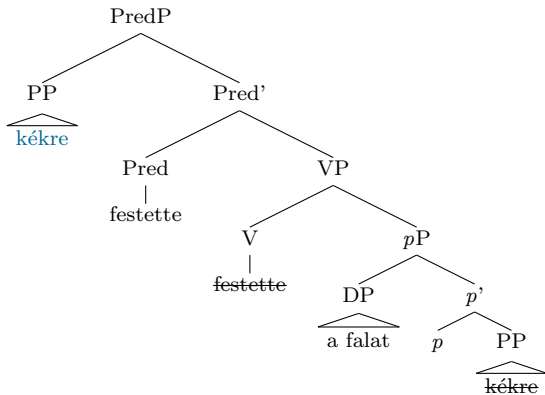 PredP
PP Pred'
kékre
Pred VP
festette
V pP
festette
DP p'
a falat p PP
kékre